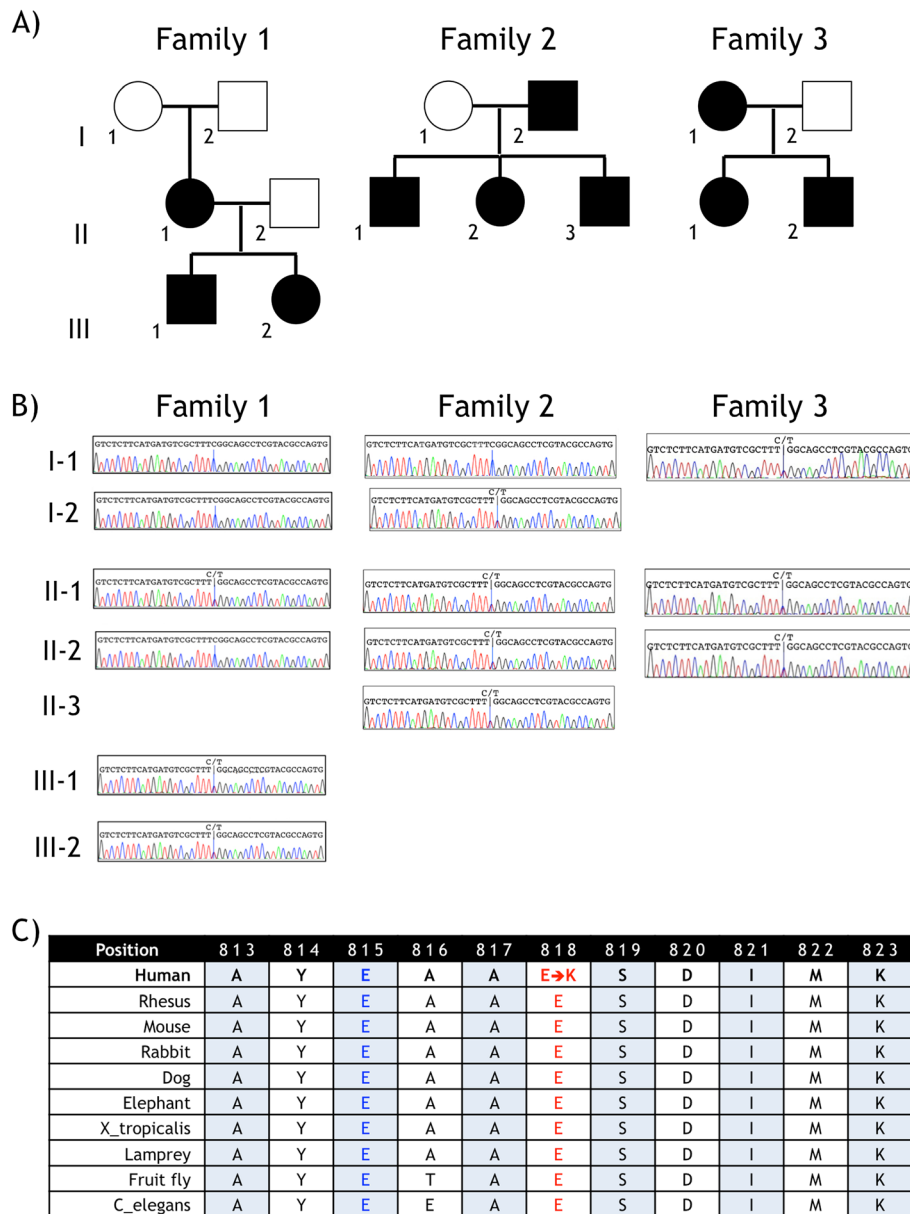 A)
Family 1 Family 2 Family 3
I
1 2 1 2 1 2
II
1 2 1 2 3 1 2
III
1 2
B)
Family 1 Family 2 Family 3
I-1
GTCTCTTCATGATGTCGCTTTCGGCAGCCTCGTACGCCAGTG
GTCTCTTCATGATGTCGCTTTCGGCAGCCTCGTACGCCAGTG
C/T
GTCTCTTCATGATGTCGCTTT GGCAGCCTCGTACGCCAGTG
I-2
GTCTCTTCATGATGTCGCTTTCGGCAGCCTCGTACGCCAGTG
C/T
GTCTCTTCATGATGTCGCTTT GGCAGCCTCGTACGCCAGTG
II-1
C/T
GTCTCTTCATGATGTCGCTTT GGCAGCCTCGTACGCCAGTG
C/T
GTCTCTTCATGATGTCGCTTT GGCAGCCTCGTACGCCAGTG
C/T
GTCTCTTCATGATGTCGCTTT GGCAGCCTCGTACGCCAGTG
II-2
GTCTCTTCATGATGTCGCTTTCGGCAGCCTCGTACGCCAGTG
C/T
GTCTCTTCATGATGTCGCTTT GGCAGCCTCGTACGCCAGTG
C/T
GTCTCTTCATGATGTCGCTTT GGCAGCCTCGTACGCCAGTG
II-3
C/T
GTCTCTTCATGATGTCGCTTT GGCAGCCTCGTACGCCAGTG
III-1
C/T
GTCTCTTCATGATGTCGCTTT GGCAGCCTCGTACGCCAGTG
III-2
C/T
GTCTCTTCATGATGTCGCTTT GGCAGCCTCGTACGCCAGTG
C)
Position 813 814 815 816 817 818 819 820 821 822 823
Human A Y E A A E➔K S D I M K
Rhesus A Y E A A E S D I M K
Mouse A Y E A A E S D I M K
Rabbit A Y E A A E S D I M K
Dog A Y E A A E S D I M K
Elephant A Y E A A E S D I M K
X_tropicalis A Y E A A E S D I M K
Lamprey A Y E A A E S D I M K
Fruit fly A Y E T A E S D I M K
C_elegans A Y E E A E S D I M K